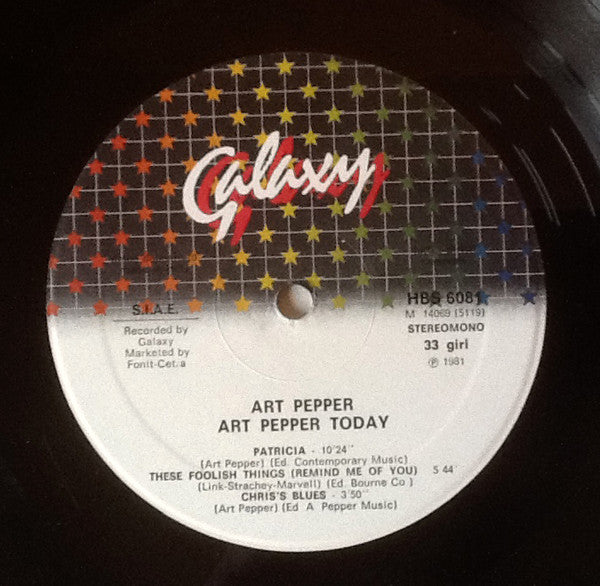 Galaxy
S.I.A.E.
Recorded by
Galaxy
Marketed by
Fonit-Cetra
HBS 6081
M 14069 (5119)
STEREOMONO
33 giri
℗ 1981
ART PEPPER
ART PEPPER TODAY
PATRICIA - 10'24"
(Art Pepper) (Ed. Contemporary Music)
THESE FOOLISH THINGS (REMIND ME OF YOU) 5 44
(Link-Strachey-Marvell) (Ed. Bourne Co )
CHRIS'S BLUES - 3'50"
(Art Pepper) (Ed A Pepper Music)